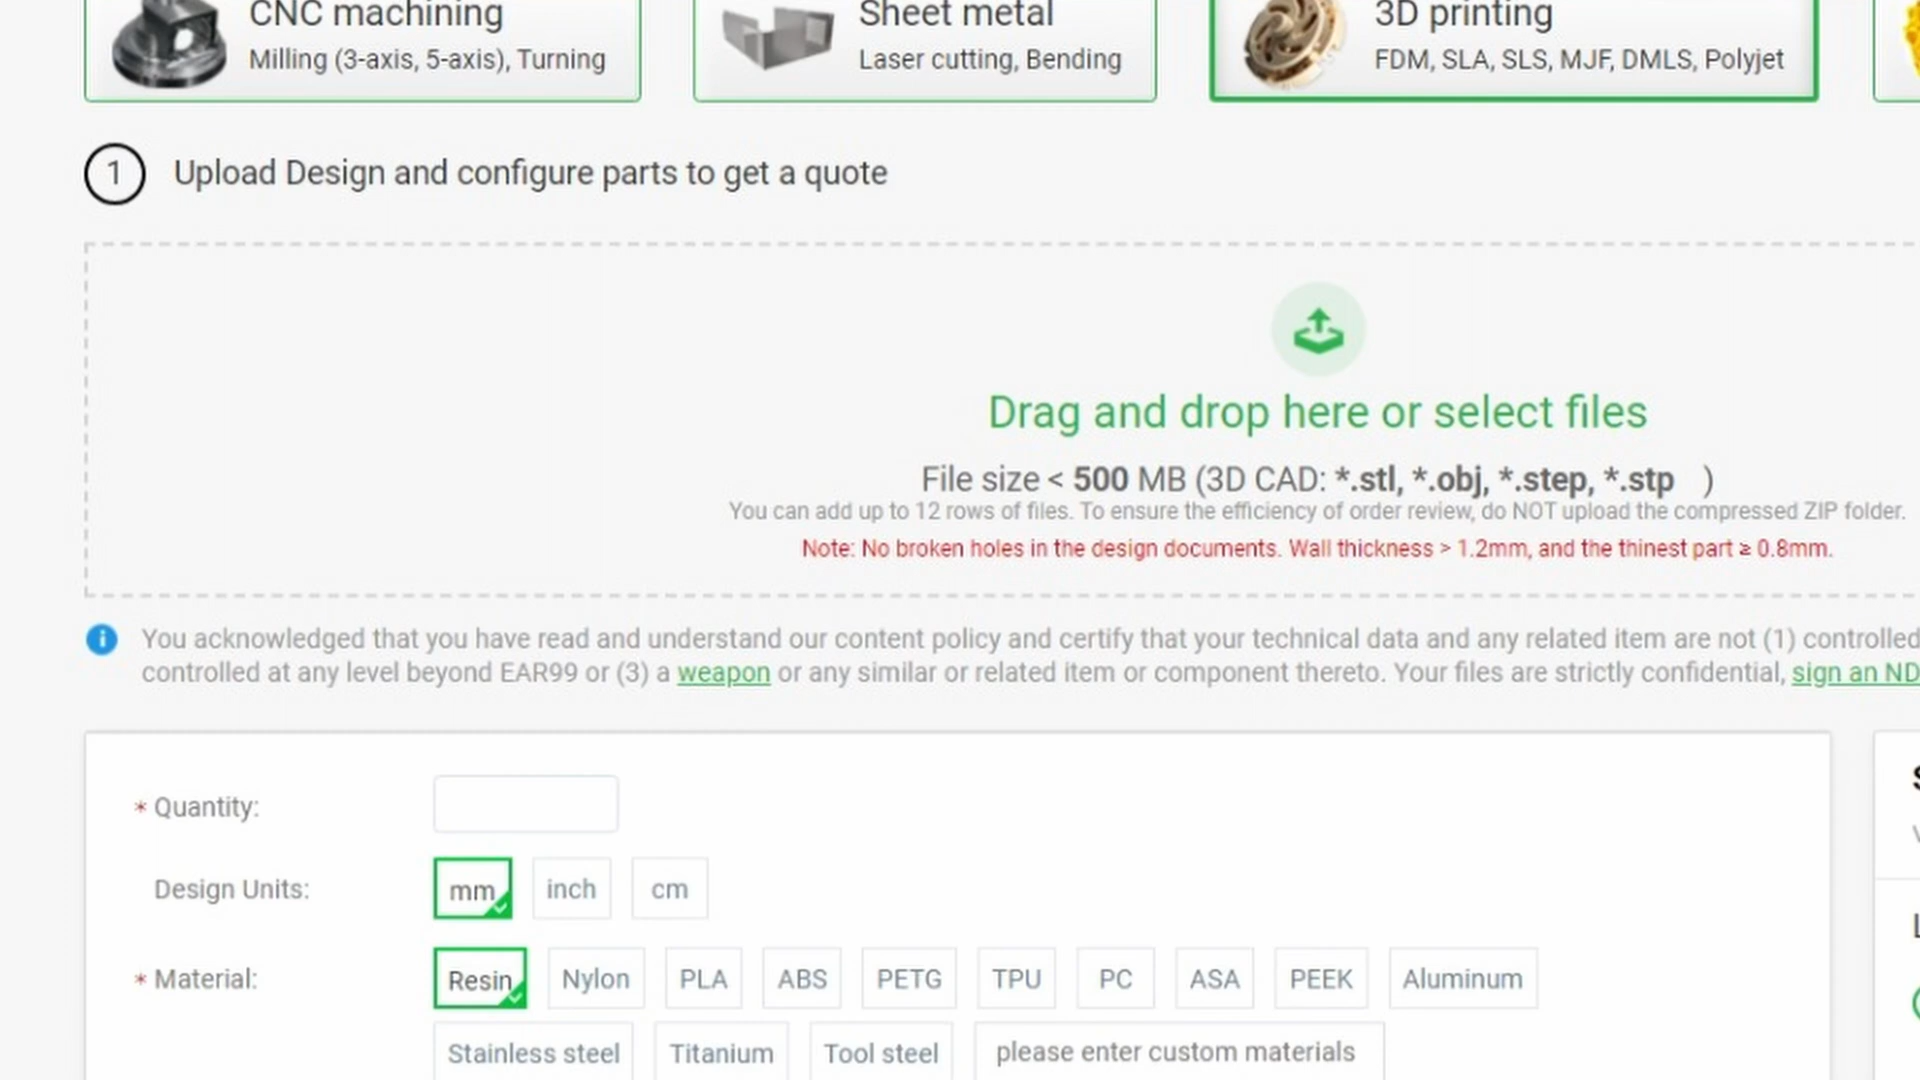 CNC machining
Milling (3-axis, 5-axis), Turning
Sheet metal
Laser cutting, Bending
3D printing
FDM, SLA, SLS, MJF, DMLS, Polyjet
1 Upload Design and configure parts to get a quote
Drag and drop here or select files
File size < 500 MB (3D CAD: *.stl, *.obj, *.step, *.stp )
You can add up to 12 rows of files. To ensure the efficiency of order review, do NOT upload the compressed ZIP folder.
Note: No broken holes in the design documents. Wall thickness > 1.2mm, and the thinest part ≥ 0.8mm.
You acknowledged that you have read and understand our content policy and certify that your technical data and any related item are not (1) controlled
controlled at any level beyond EAR99 or (3) a weapon or any similar or related item or component thereto. Your files are strictly confidential, sign an ND
* Quantity:
Design Units: mm inch cm
* Material: Resin Nylon PLA ABS PETG TPU PC ASA PEEK Aluminum
Stainless steel Titanium Tool steel please enter custom materials